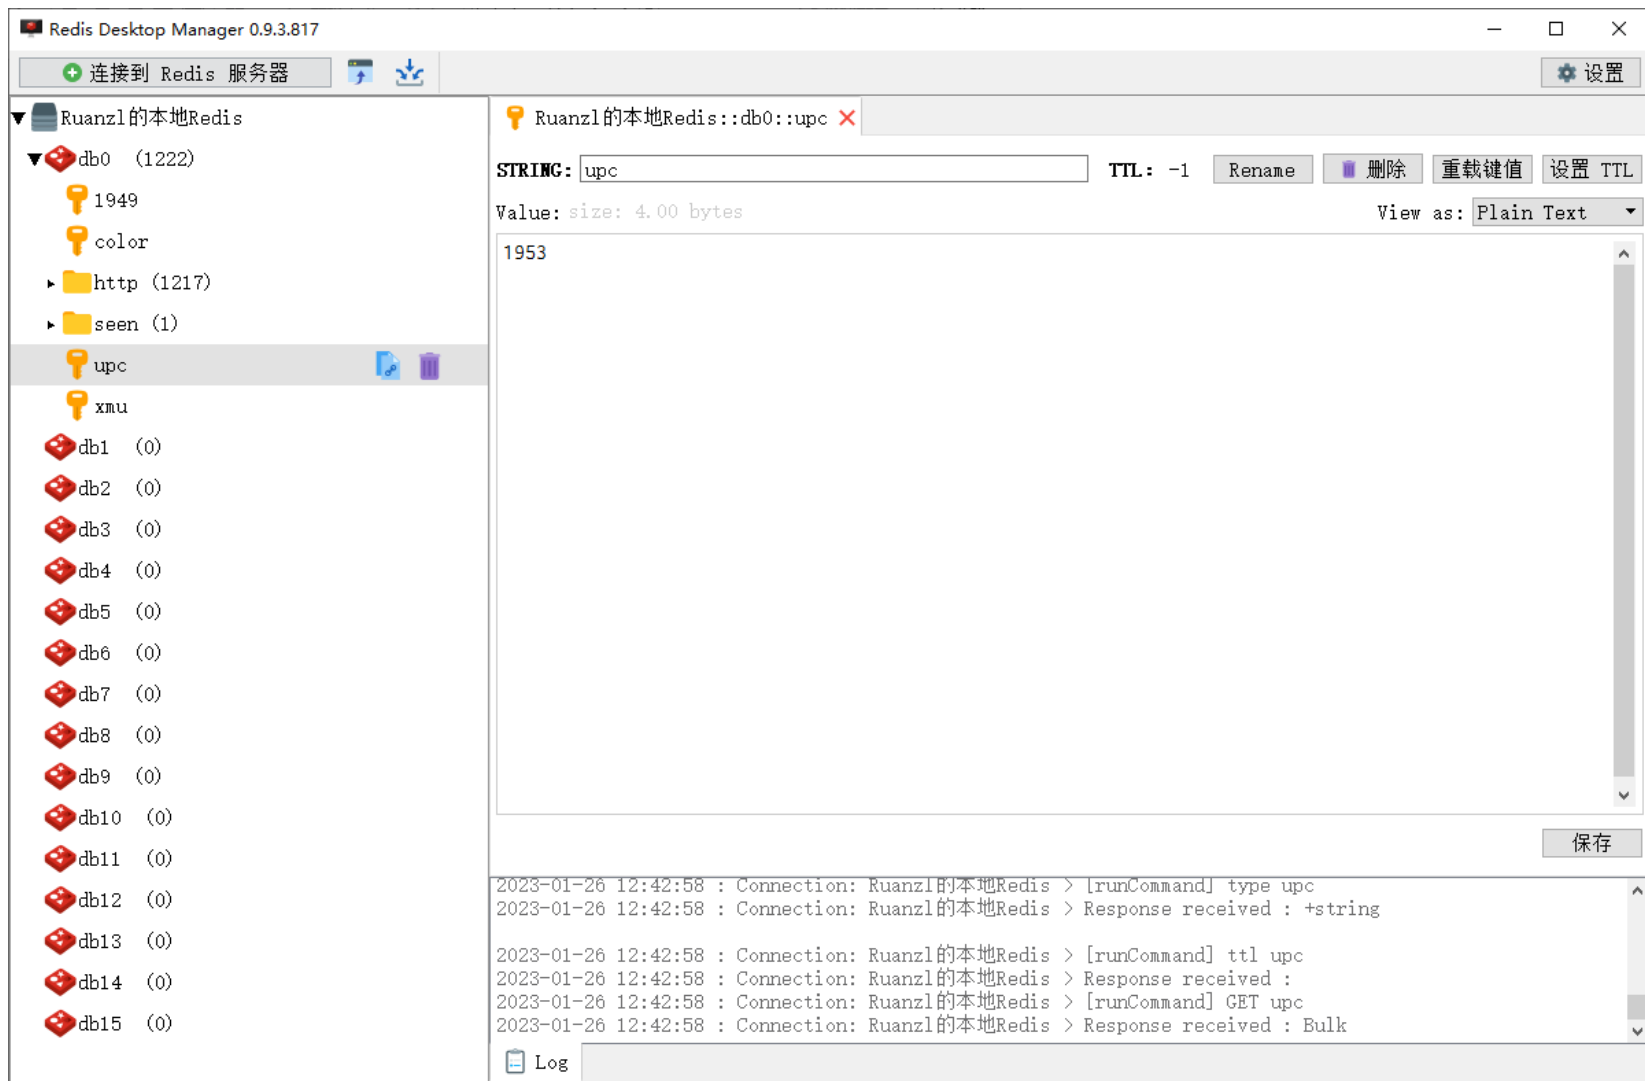 Redis Desktop Manager 0.9.3.817
连接到 Redis 服务器
设置
Ruanzl的本地Redis
db0 (1222)
1949
color
http (1217)
seen (1)
upc
xmu
db1 (0)
db2 (0)
db3 (0)
db4 (0)
db5 (0)
db6 (0)
db7 (0)
db8 (0)
db9 (0)
db10 (0)
db11 (0)
db12 (0)
db13 (0)
db14 (0)
db15 (0)
Ruanzl的本地Redis::db0::upc
STRING: upc TTL: -1 Rename 删除 重载键值 设置 TTL
Value: size: 4.00 bytes View as: Plain Text
1953
保存
2023-01-26 12:42:58 : Connection: Ruanzl的本地Redis > [runCommand] type upc
2023-01-26 12:42:58 : Connection: Ruanzl的本地Redis > Response received : +string
2023-01-26 12:42:58 : Connection: Ruanzl的本地Redis > [runCommand] ttl upc
2023-01-26 12:42:58 : Connection: Ruanzl的本地Redis > Response received :
2023-01-26 12:42:58 : Connection: Ruanzl的本地Redis > [runCommand] GET upc
2023-01-26 12:42:58 : Connection: Ruanzl的本地Redis > Response received : Bulk
Log